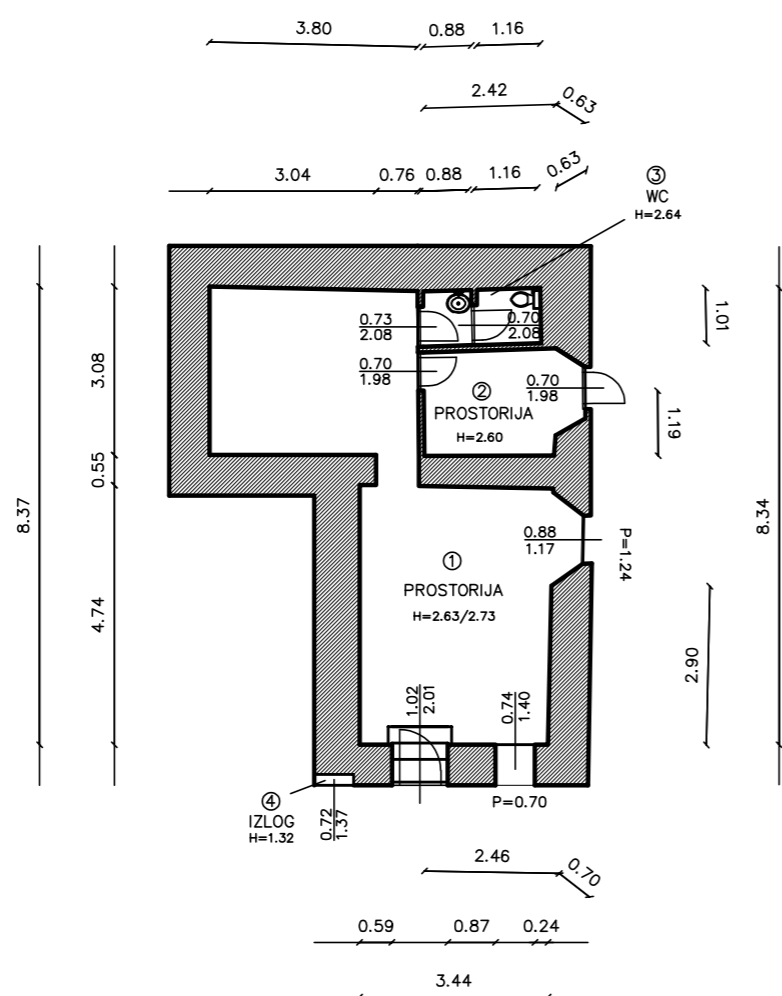 3.80 0.88 1.16
2.42 0.63
3.04 0.76 0.88 1.16 0.63
③
WC
H=2.64
0.73
2.08
0.70
2.08
1.01
3.08
0.70
1.98
②
PROSTORIJA
H=2.60
0.70
1.98
1.19
0.55
8.37
8.34
0.88
1.17
P=1.24
①
PROSTORIJA
H=2.63/2.73
4.74
2.90
1.02
2.01
0.74
1.40
④
IZLOG
H=1.32
0.72
1.37
P=0.70
2.46 0.70
0.59 0.87 0.24
3.44